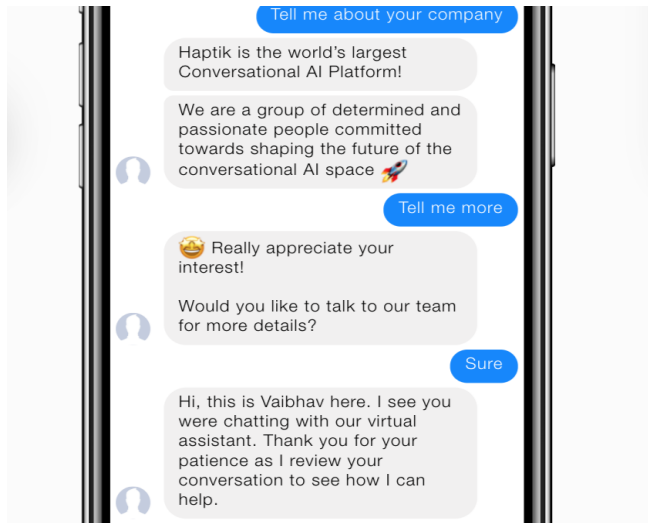 Tell me about your company
Haptik is the world’s largest
Conversational AI Platform!
We are a group of determined and
passionate people committed
towards shaping the future of the
conversational AI space 🚀
Tell me more
🤩 Really appreciate your
interest!
Would you like to talk to our team
for more details?
Sure
Hi, this is Vaibhav here. I see you
were chatting with our virtual
assistant. Thank you for your
patience as I review your
conversation to see how I can
help.